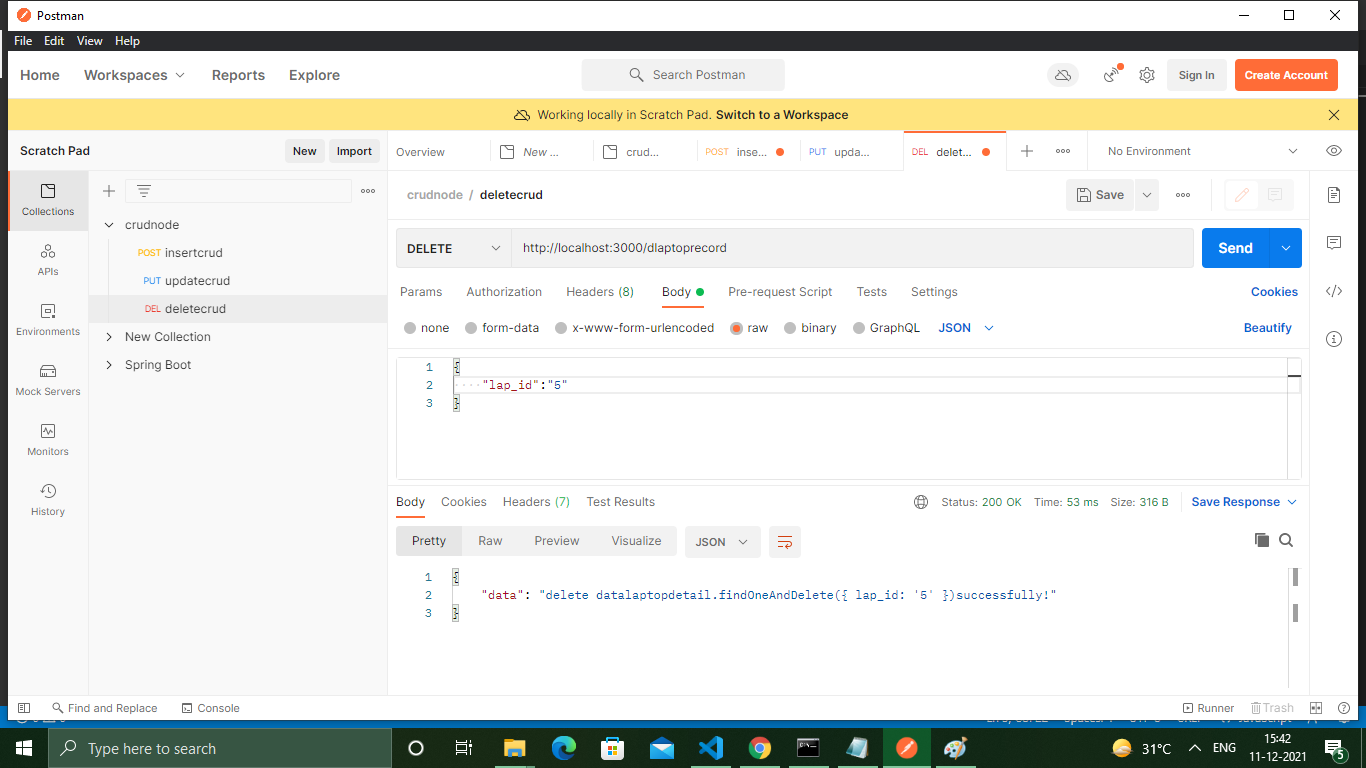 Postman
File Edit View Help
Home Workspaces Reports Explore Search Postman Sign In Create Account
Working locally in Scratch Pad. Switch to a Workspace
Scratch Pad New Import Overview New ... crud... POST inse... PUT upda... DEL delet... No Environment
Collections
APIs
Environments
Mock Servers
Monitors
History
crudnode
POST insertcrud
PUT updatecrud
DEL deletecrud
New Collection
Spring Boot
crudnode / deletecrud Save
DELETE http://localhost:3000/dlaptoprecord Send
Params Authorization Headers (8) Body Pre-request Script Tests Settings Cookies
none form-data x-www-form-urlencoded raw binary GraphQL JSON Beautify
1 {
2 "lap_id":"5"
3 }
Body Cookies Headers (7) Test Results Status: 200 OK Time: 53 ms Size: 316 B Save Response
Pretty Raw Preview Visualize JSON
1 {
2 "data": "delete datalaptopdetail.findOneAndDelete({ lap_id: '5' })successfully!"
3 }
Find and Replace Console Runner Trash
Type here to search 31°C ENG 15:42
11-12-2021 5